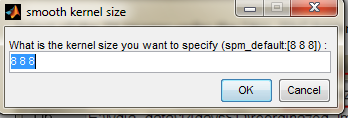 smooth kernel size
What is the kernel size you want to specify (spm_default:[8 8 8]) :
8 8 8
OK Cancel